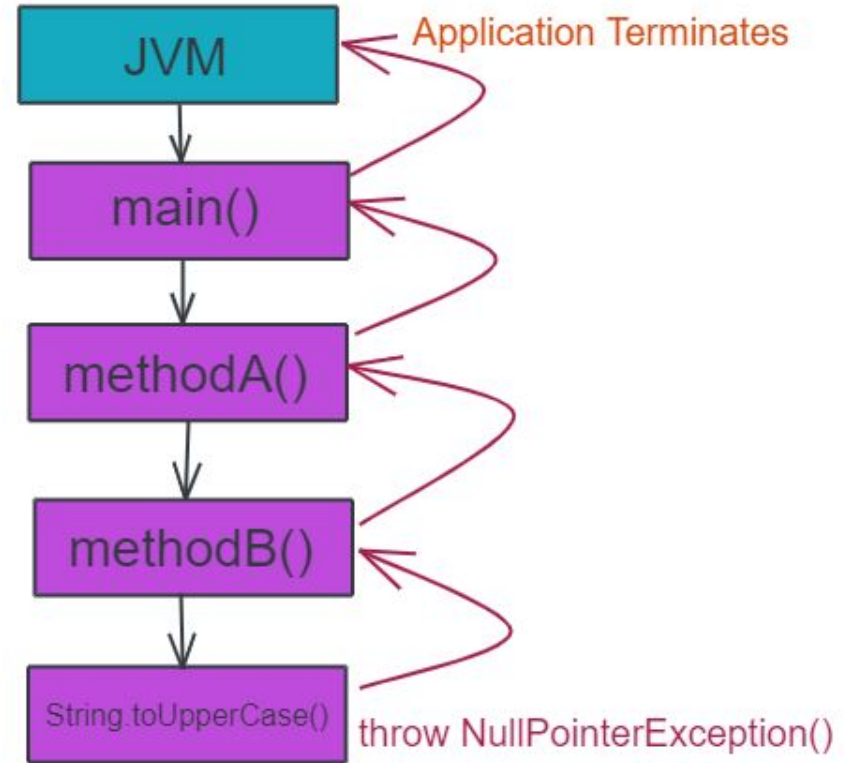 JVM
Application Terminates
main()
methodA()
methodB()
String.toUpperCase()
throw NullPointerException()